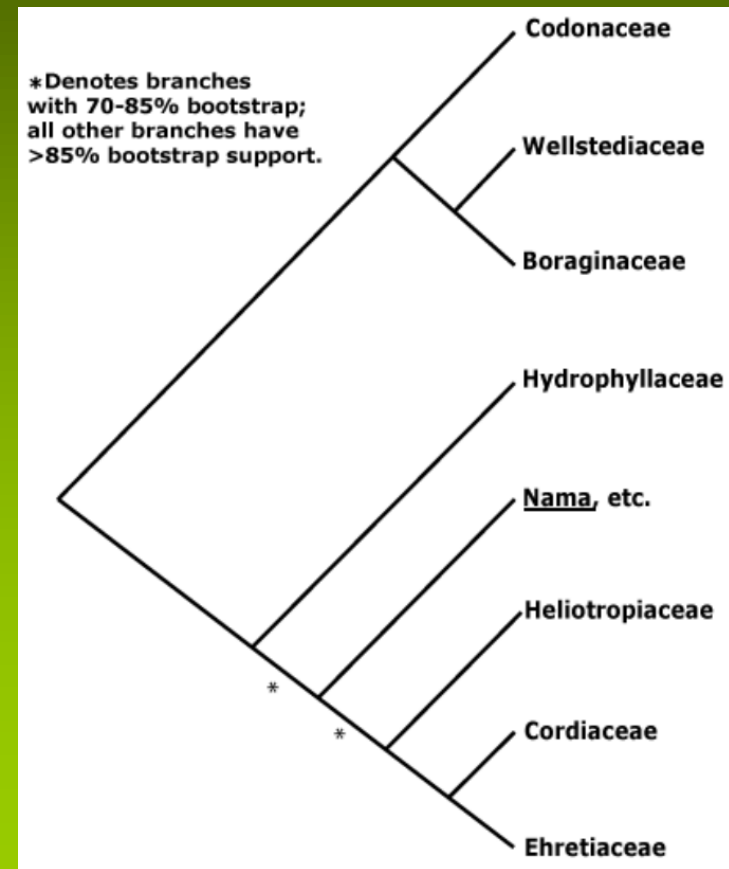 Codonaceae
*Denotes branches
with 70-85% bootstrap;
all other branches have
>85% bootstrap support.
Wellstediaceae
Boraginaceae
Hydrophyllaceae
Nama, etc.
Heliotropiaceae
*
*
Cordiaceae
Ehretiaceae